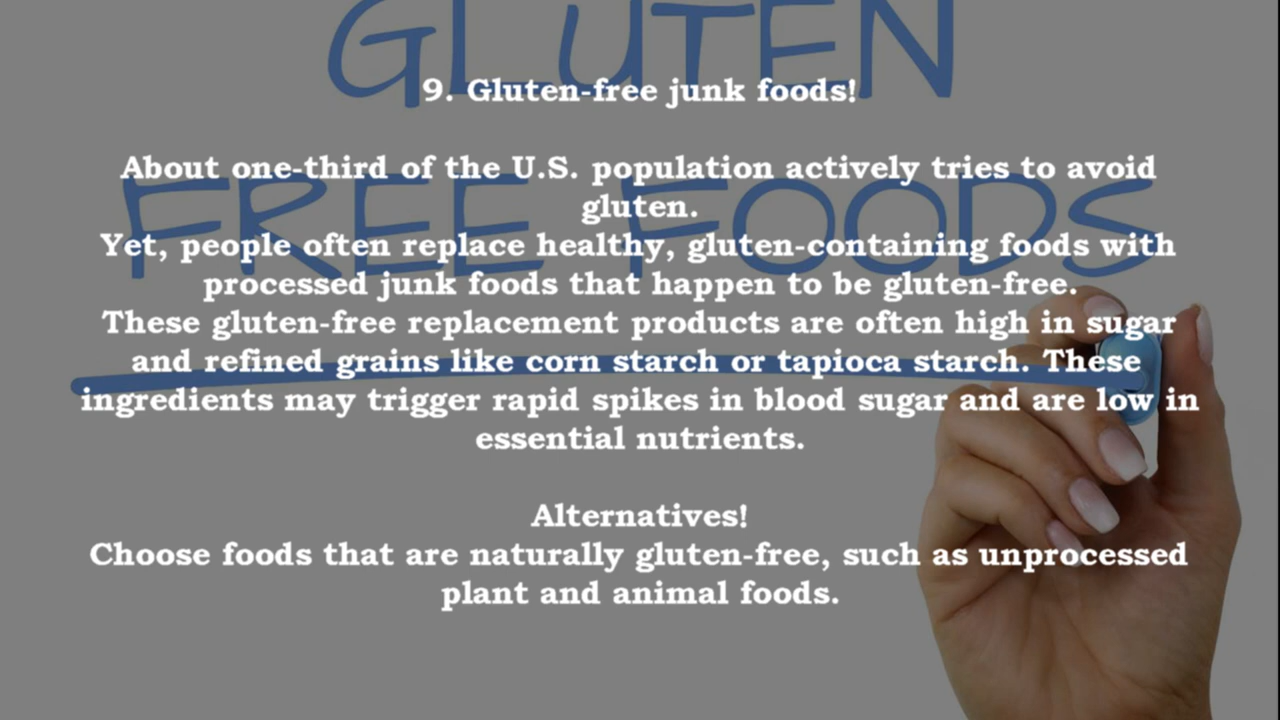 GLUTEN
9. Gluten-free junk foods!
About one-third of the U.S. population actively tries to avoid
gluten.
FREE FOODS
Yet, people often replace healthy, gluten-containing foods with
processed junk foods that happen to be gluten-free.
These gluten-free replacement products are often high in sugar
and refined grains like corn starch or tapioca starch. These
ingredients may trigger rapid spikes in blood sugar and are low in
essential nutrients.
Alternatives!
Choose foods that are naturally gluten-free, such as unprocessed
plant and animal foods.